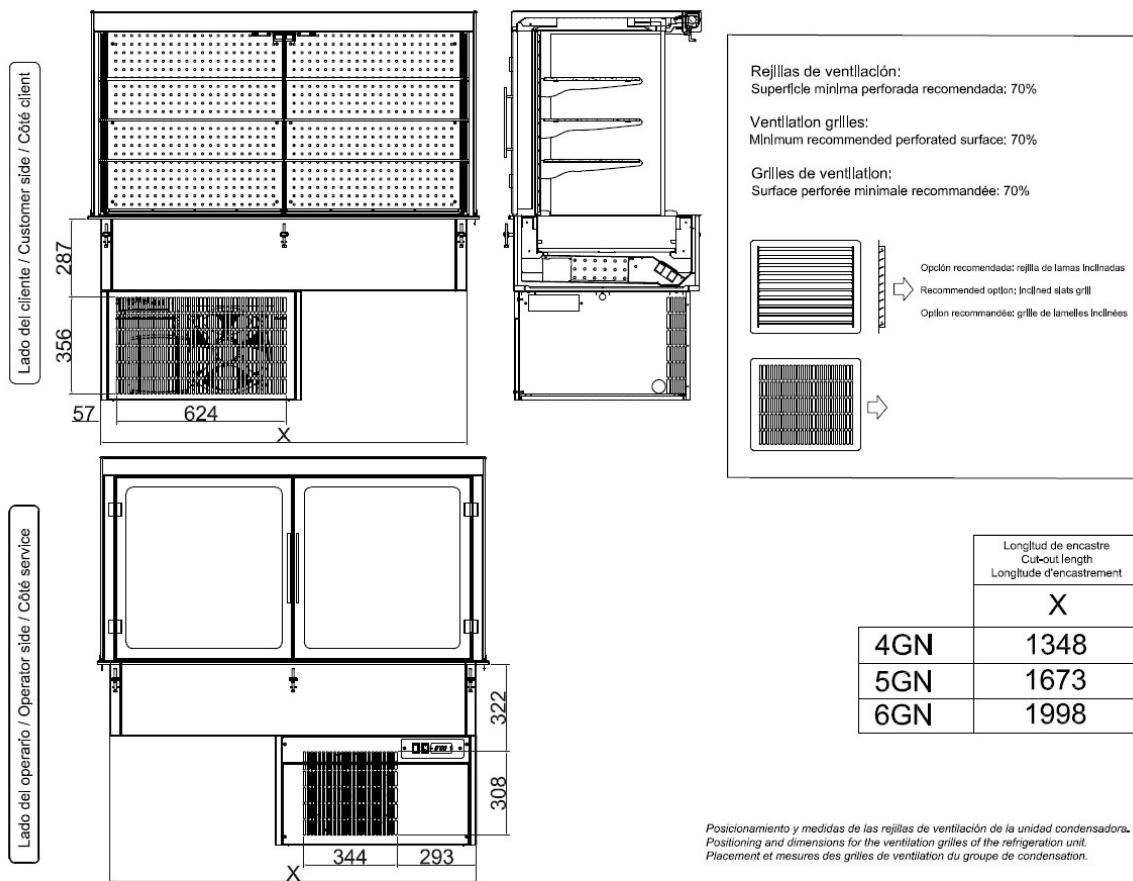 Lado del cliente / Customer side / Côté client
287
356
57
624
X
Rejillas de ventilación:
Superficie mínima perforada recomendada: 70%
Ventilation grilles:
Minimum recommended perforated surface: 70%
Grilles de ventilation:
Surface perforée minimale recommandée: 70%
Opción recomendada: rejilla de lamas inclinadas
Recommended option: inclined slats grill
Option recommandée: grille de lamelles inclinées
Lado del operario / Operator side / Côté service
322
308
344
293
X
Longitud de encastre
Cut-out length
Longitude d'encastrement
X
4GN 1348
5GN 1673
6GN 1998
Posicionamiento y medidas de las rejillas de ventilación de la unidad condensadora.
Positioning and dimensions for the ventilation grilles of the refrigeration unit.
Placement et mesures des grilles de ventilation du groupe de condensation.